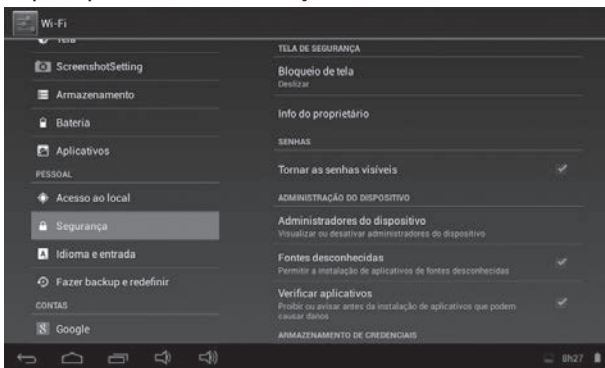 Wi-Fi
Tela
ScreenshotSetting
Armazenamento
Bateria
Aplicativos
PESSOAL
Acesso ao local
Segurança
Idioma e entrada
Fazer backup e redefinir
CONTAS
Google
TELA DE SEGURANÇA
Bloqueio de tela
Deslizar
Info do proprietário
SENHAS
Tornar as senhas visíveis
ADMINISTRAÇÃO DO DISPOSITIVO
Administradores do dispositivo
Visualizar ou desativar administradores do dispositivo
Fontes desconhecidas
Permitir a instalação de aplicativos de fontes desconhecidas
Verificar aplicativos
Proibir ou avisar antes da instalação de aplicativos que podem
causar danos
ARMAZENAMENTO DE CREDENCIAIS
0h27